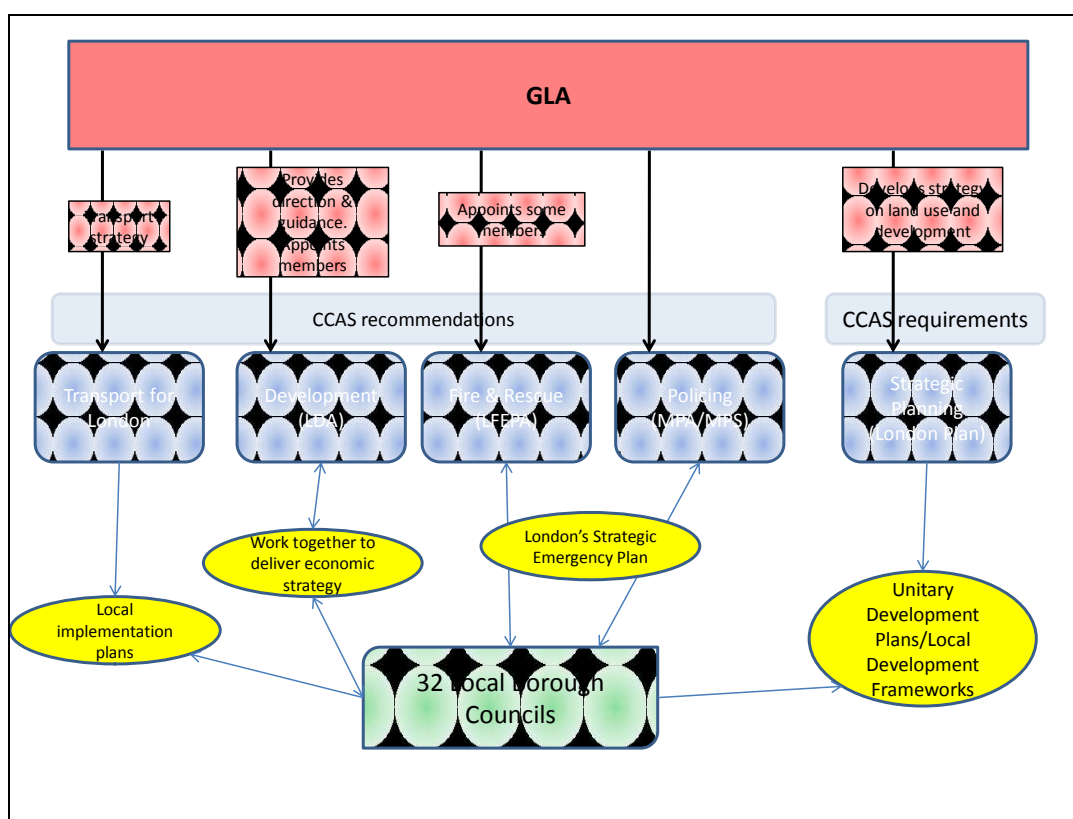 GLA
Transport
strategy
Provides
direction &
guidance.
Appoints
members
Appoints some
members
Develops strategy
on land use and
development
CCAS recommendations
CCAS requirements
Transport for
London
Development
(LDA)
Fire & Rescue
(LFEPA)
Policing
(MPA/MPS)
Strategic
Planning
(London Plan)
Work together to
deliver economic
strategy
London’s Strategic
Emergency Plan
Local
implementation
plans
Unitary
Development
Plans/Local
Development
Frameworks
32 Local Borough
Councils